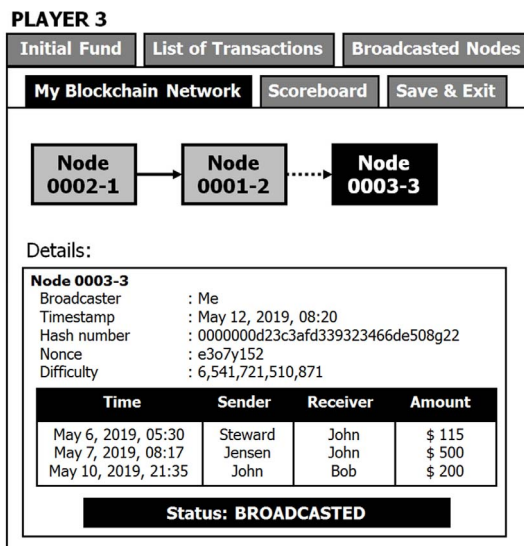 PLAYER 3
Initial Fund List of Transactions Broadcasted Nodes
My Blockchain Network Scoreboard Save & Exit
Node 0002-1
Node 0001-2
Node 0003-3
Details:
Node 0003-3
Broadcaster : Me
Timestamp : May 12, 2019, 08:20
Hash number : 0000000d23c3afd339323466de508g22
Nonce : e3o7y152
Difficulty : 6,541,721,510,871
Time Sender Receiver Amount
May 6, 2019, 05:30 Steward John $ 115
May 7, 2019, 08:17 Jensen John $ 500
May 10, 2019, 21:35 John Bob $ 200
Status: BROADCASTED